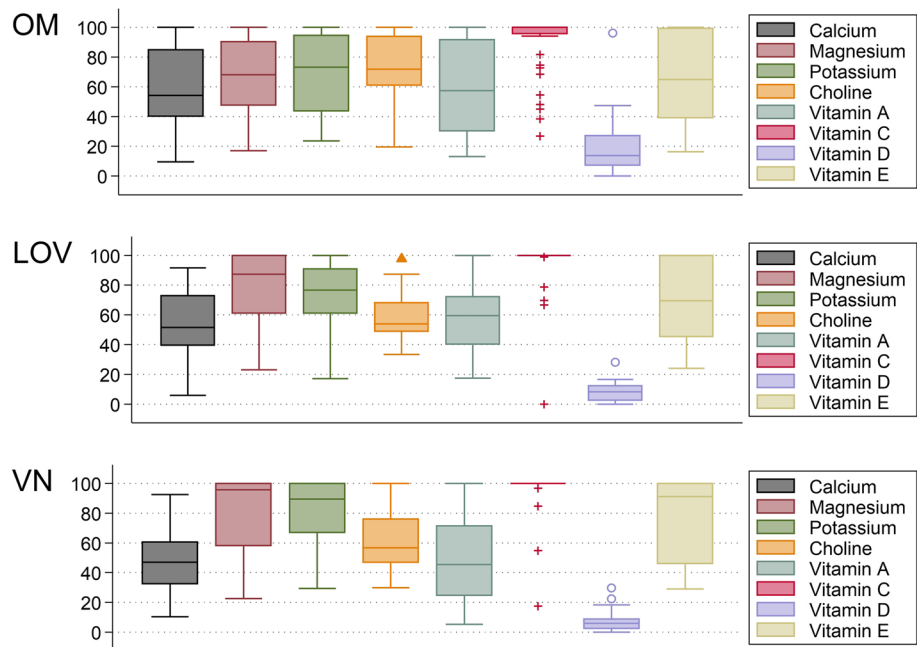 OM
100
80
60
40
20
0
Calcium
Magnesium
Potassium
Choline
Vitamin A
Vitamin C
Vitamin D
Vitamin E
LOV
100
80
60
40
20
0
Calcium
Magnesium
Potassium
Choline
Vitamin A
Vitamin C
Vitamin D
Vitamin E
VN
100
80
60
40
20
0
Calcium
Magnesium
Potassium
Choline
Vitamin A
Vitamin C
Vitamin D
Vitamin E